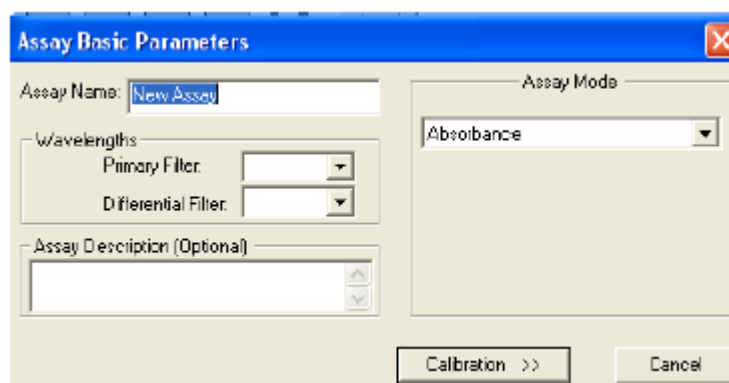 Assay Basic Parameters
Assay Name: New Assay
Wavelengths
Primary Filter:
Differential Filter:
Assay Description (Optional)
Assay Mode
Absorbance
Calibration >>
Cancel